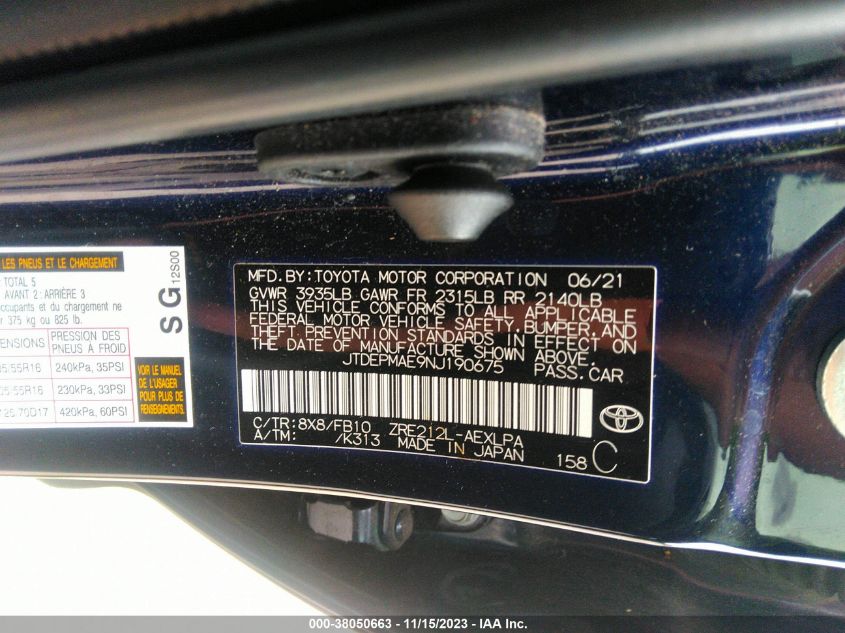 LES PNEUS ET LE CHARGEMENT
TOTAL 5
AVANT 2: ARRIÈRE 3
occupants et du chargement ne
375 kg ou 825 lb.
PRESSION DES
PNEUS À FROID
55R16 240kPa, 35PSI
55R16 230kPa, 33PSI
70D17 420kPa, 60PSI
VOIR LE MANUEL
DE L'USAGER
POUR PLUS DE
RENSEIGNEMENTS
SG 12S00
MFD. BY: TOYOTA MOTOR CORPORATION 06/21
GVWR 3935LB GAWR FR 2315LB RR 2140LB
THIS VEHICLE CONFORMS TO ALL APPLICABLE
FEDERAL MOTOR VEHICLE SAFETY, BUMPER, AND
THEFT PREVENTION STANDARDS IN EFFECT ON
THE DATE OF MANUFACTURE SHOWN ABOVE.
JTDEPMAE9NJ190675 PASS.CAR
C/TR: 8X8/FB10 ZRE212L-AEXLPA
A/TM: /K313 MADE IN JAPAN
158 C
000-38050663 - 11/15/2023 - IAA Inc.